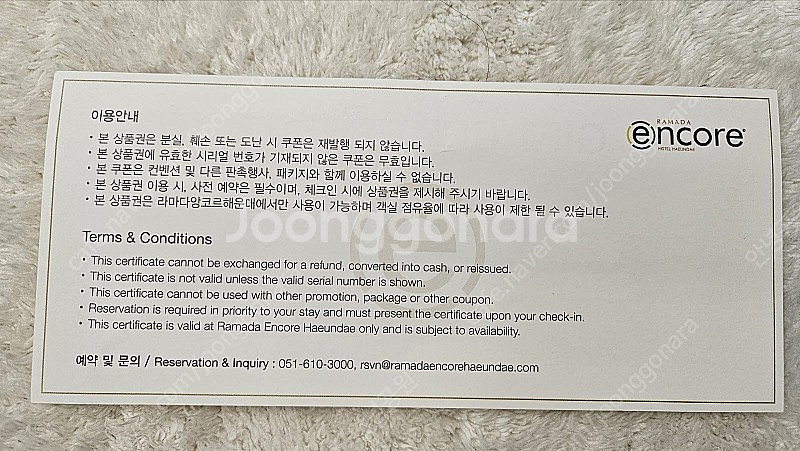 이용안내
RAMADA
encore
HOTEL HAEUNDAE
• 본 상품권은 분실, 훼손 또는 도난 시 쿠폰은 재발행 되지 않습니다.
• 본 상품권에 유효한 시리얼 번호가 기재되지 않은 쿠폰은 무효입니다.
• 본 쿠폰은 컨벤션 및 다른 판촉행사, 패키지와 함께 이용하실 수 없습니다.
• 본 상품권 이용 시, 사전 예약은 필수이며, 체크인 시에 상품권을 제시해 주시기 바랍니다.
• 본 상품권은 라마다앙코르해운대에서만 사용이 가능하며 객실 점유율에 따라 사용이 제한 될 수 있습니다.
Joonggonara
Terms & Conditions
• This certificate cannot be exchanged for a refund, converted into cash, or reissued.
• This certificate is not valid unless the valid serial number is shown.
• This certificate cannot be used with other promotion, package or other coupon.
• Reservation is required in priority to your stay and must present the certificate upon your check-in.
• This certificate is valid at Ramada Encore Haeundae only and is subject to availability.
예약 및 문의 / Reservation & Inquiry : 051-610-3000, rsvn@ramadaencorehaeundae.com